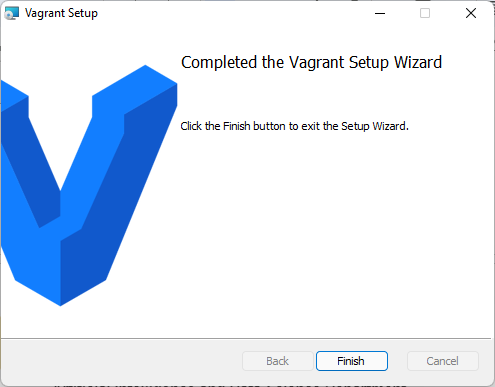 Vagrant Setup
Completed the Vagrant Setup Wizard
Click the Finish button to exit the Setup Wizard.
Back
Finish
Cancel